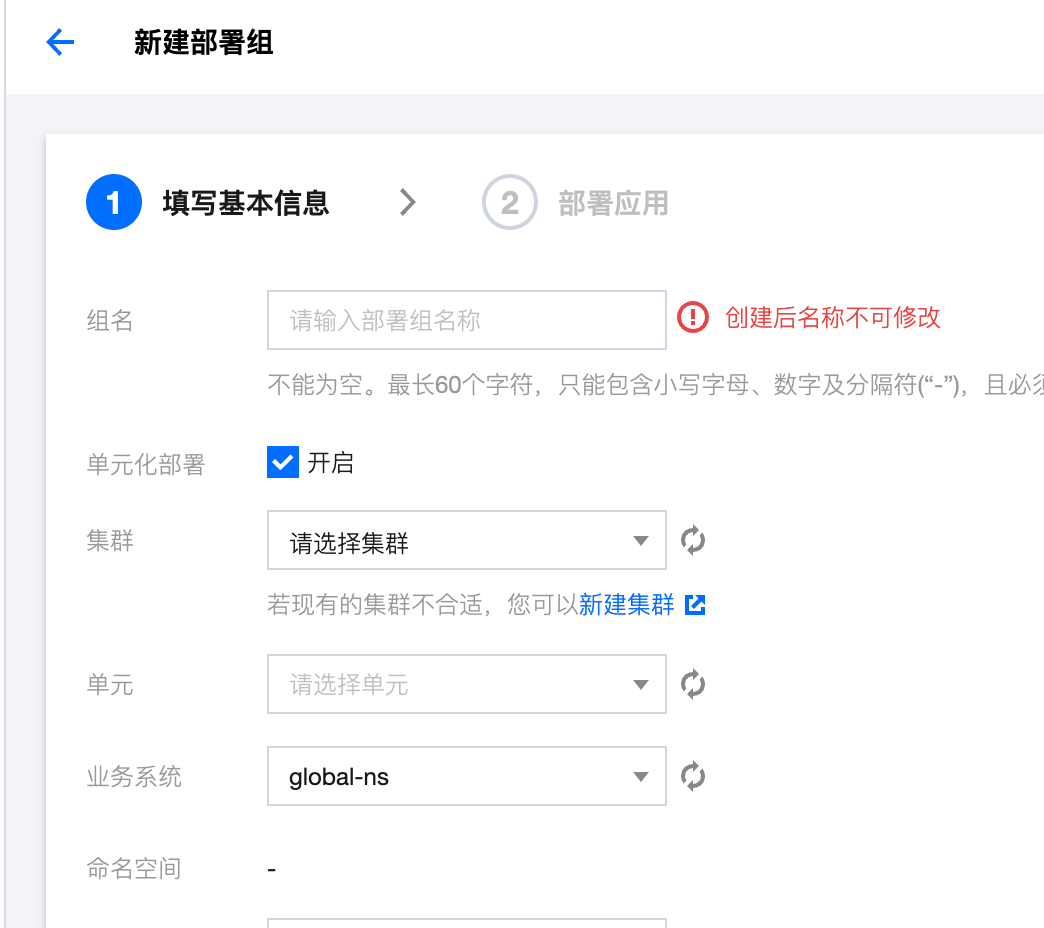 新建部署组
1 填写基本信息 2 部署应用
组名 请输入部署组名称 创建后名称不可修改
不能为空。最长60个字符，只能包含小写字母、数字及分隔符(“-”)，且必须
单元化部署 开启
集群 请选择集群
若现有的集群不合适，您可以新建集群
单元 请选择单元
业务系统 global-ns
命名空间 -